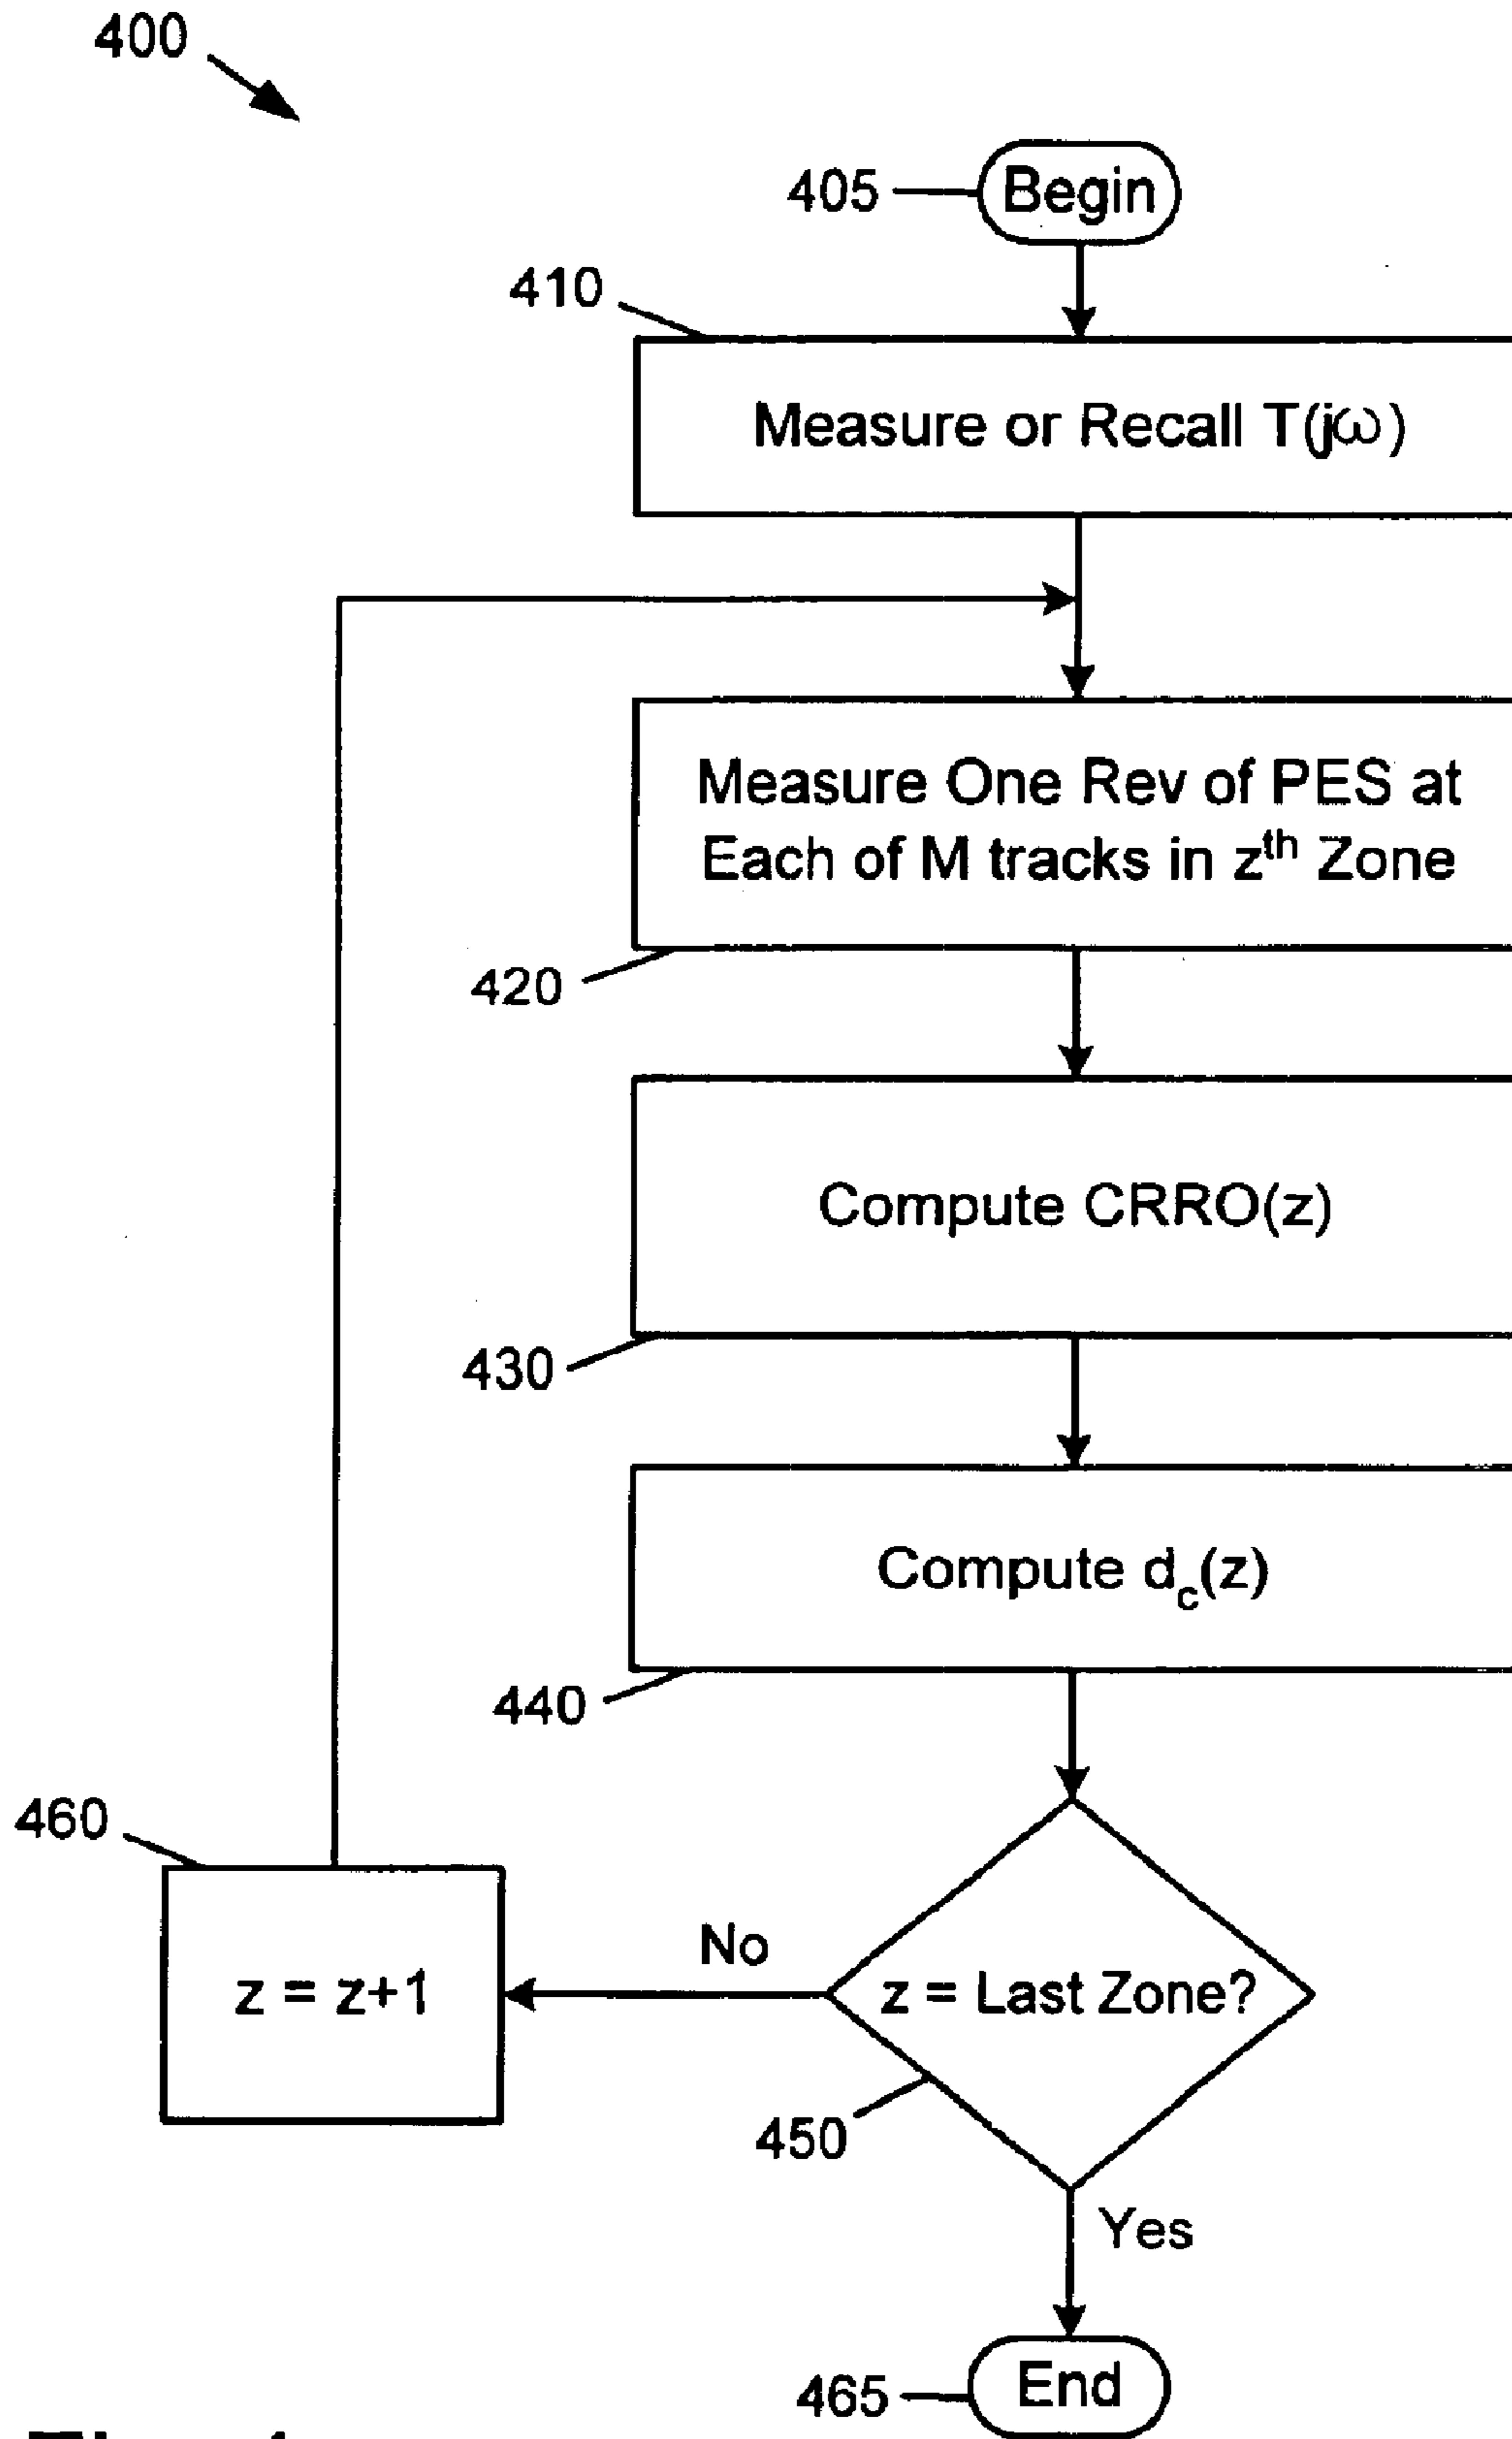 400
405
Begin
410
Measure or Recall T(jω)
Measure One Rev of PES at
Each of M tracks in zth Zone
420
Compute CRRO(z)
430
Compute dc(z)
440
460
No
z = z+1
z = Last Zone?
450
Yes
465
End